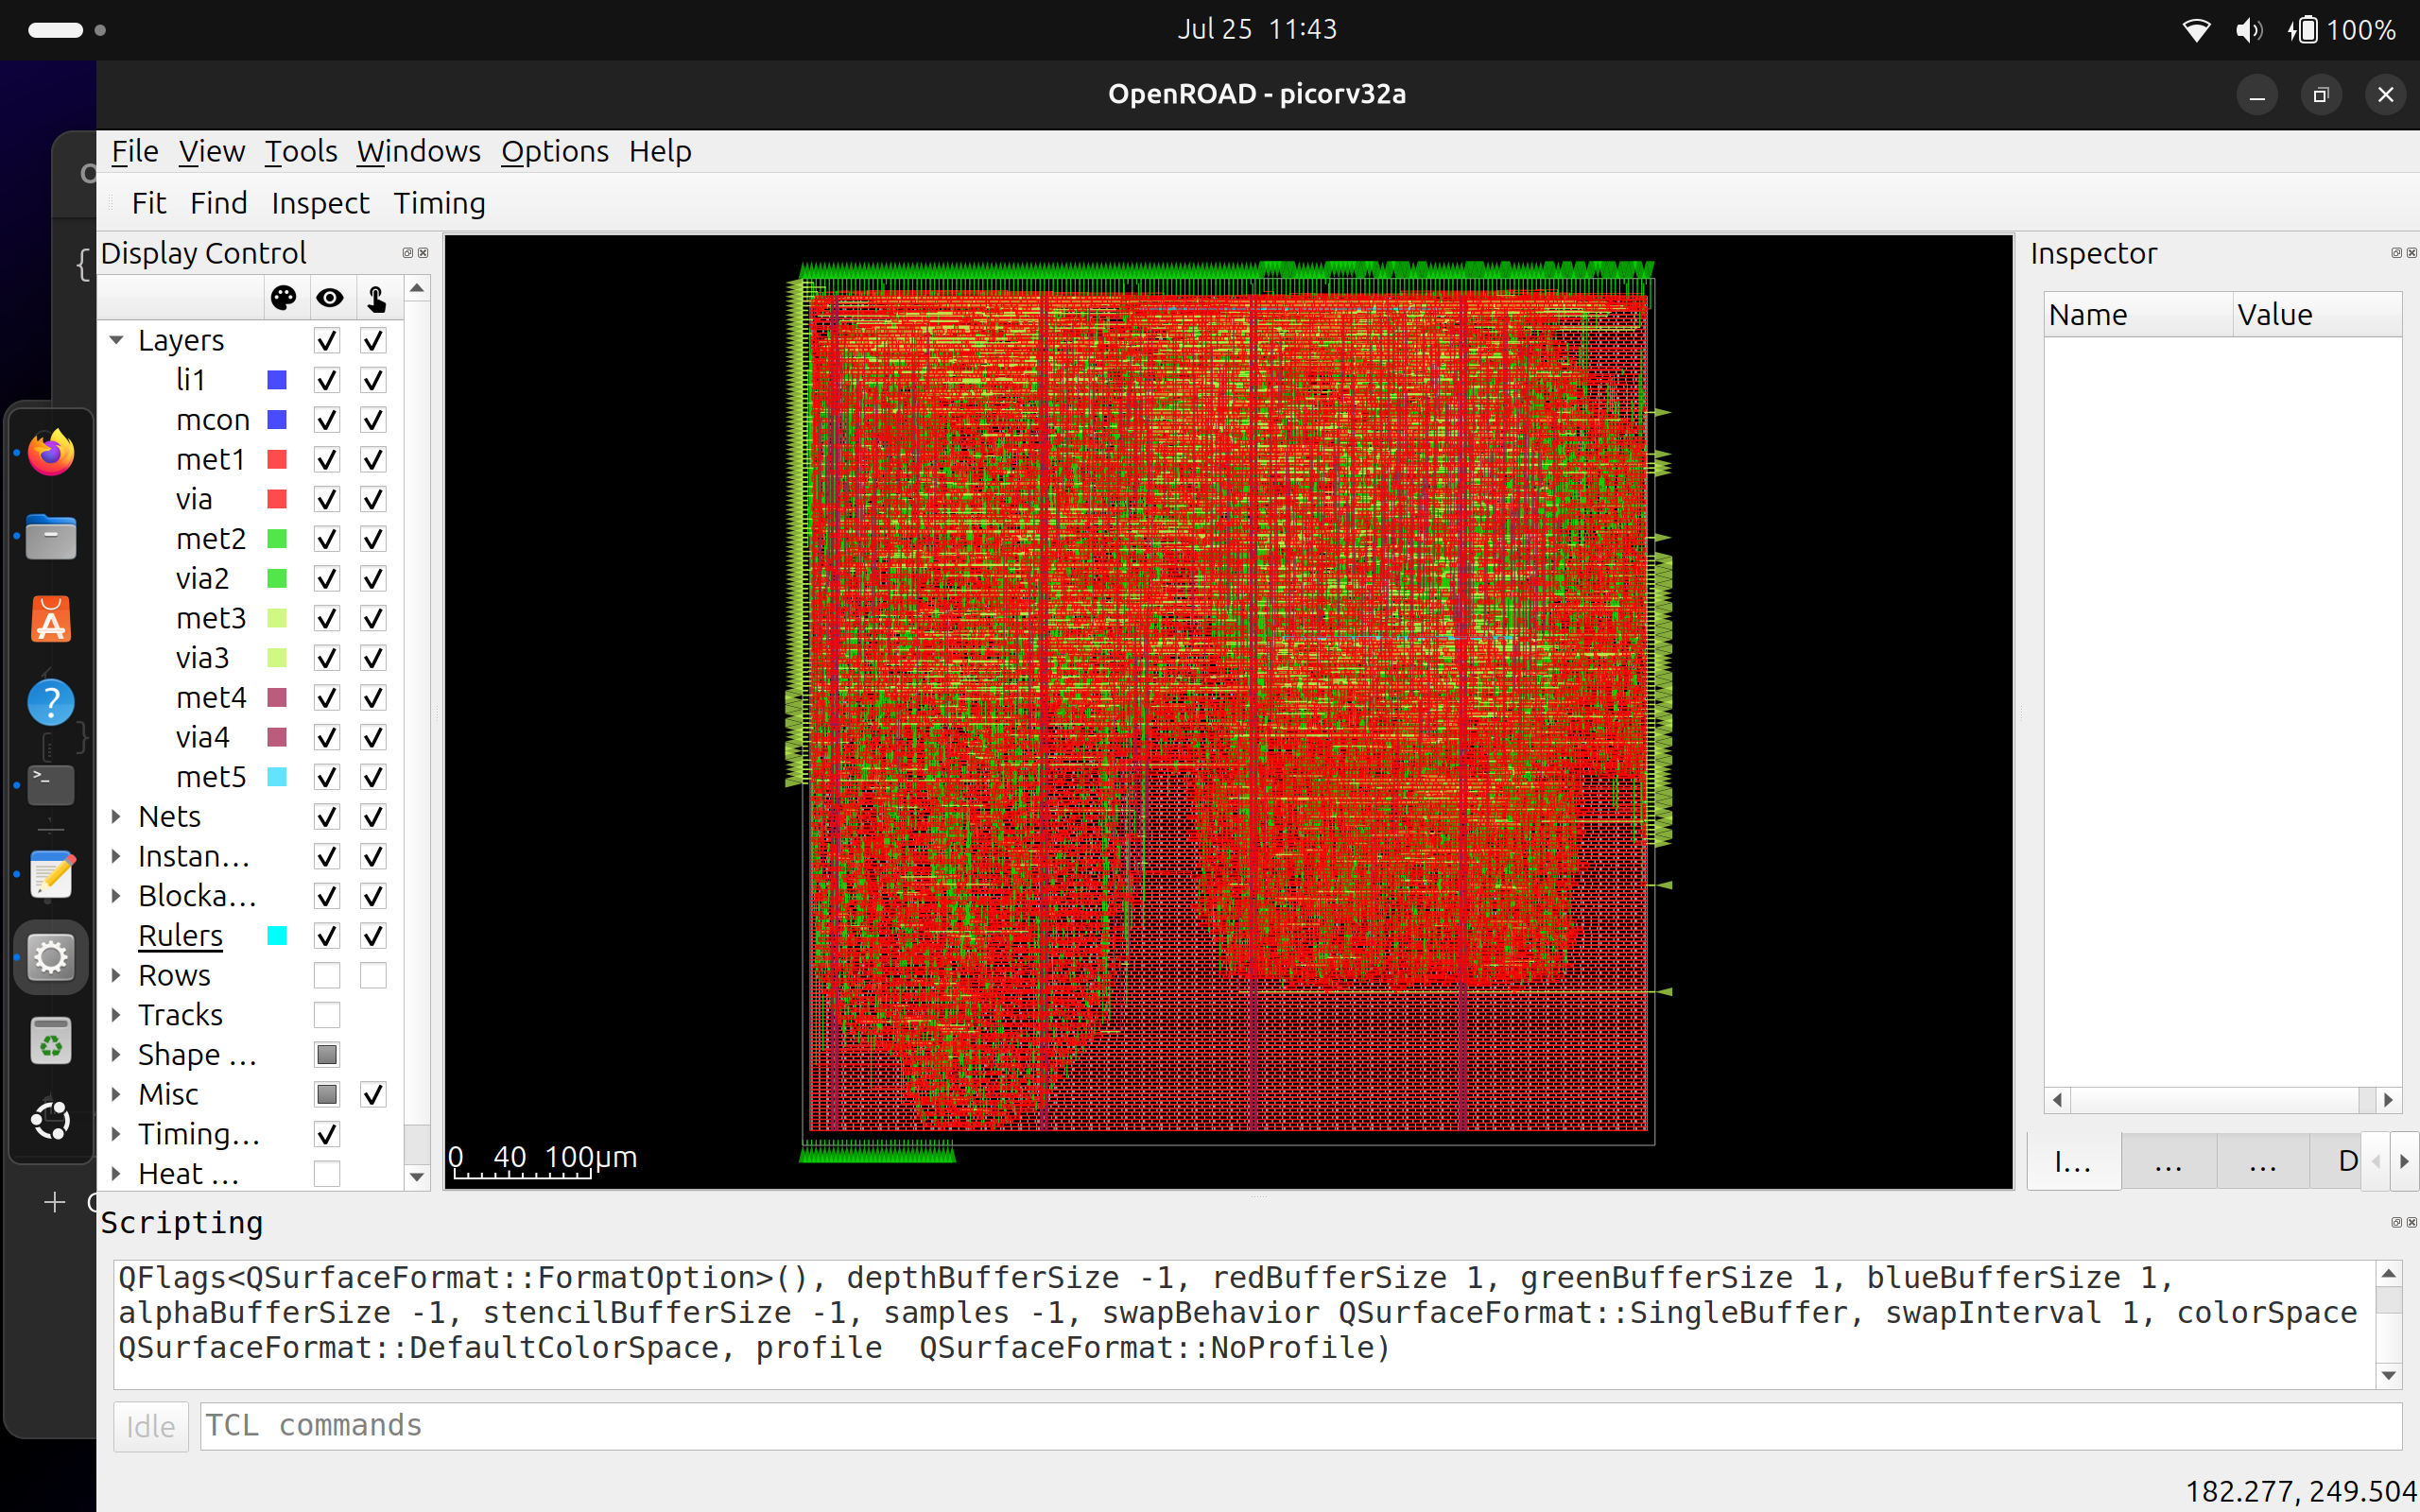 Jul 25 11:43
100%
OpenROAD - picorv32a
File View Tools Windows Options Help
Fit Find Inspect Timing
Display Control
Layers
li1
mcon
met1
via
met2
via2
met3
via3
met4
via4
met5
Nets
Instan...
Blocka...
Rulers
Rows
Tracks
Shape ...
Misc
Timing...
Heat ...
0 40 100μm
Inspector
Name Value
I... ... ... D
Scripting
QFlags<QSurfaceFormat::FormatOption>(), depthBufferSize -1, redBufferSize 1, greenBufferSize 1, blueBufferSize 1,
alphaBufferSize -1, stencilBufferSize -1, samples -1, swapBehavior QSurfaceFormat::SingleBuffer, swapInterval 1, colorSpace
QSurfaceFormat::DefaultColorSpace, profile  QSurfaceFormat::NoProfile)
Idle TCL commands
182.277, 249.504